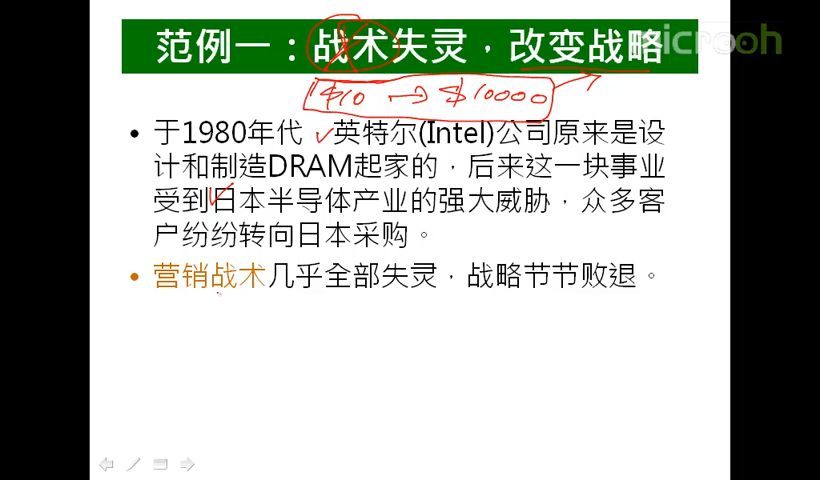 范例一：战术失灵，改变战略
microoh
$10 → $10000
• 于1980年代 英特尔(Intel)公司原来是设
计和制造DRAM起家的，后来这一块事业
受到日本半导体产业的强大威胁，众多客
户纷纷转向日本采购。
• 营销战术几乎全部失灵，战略节节败退。